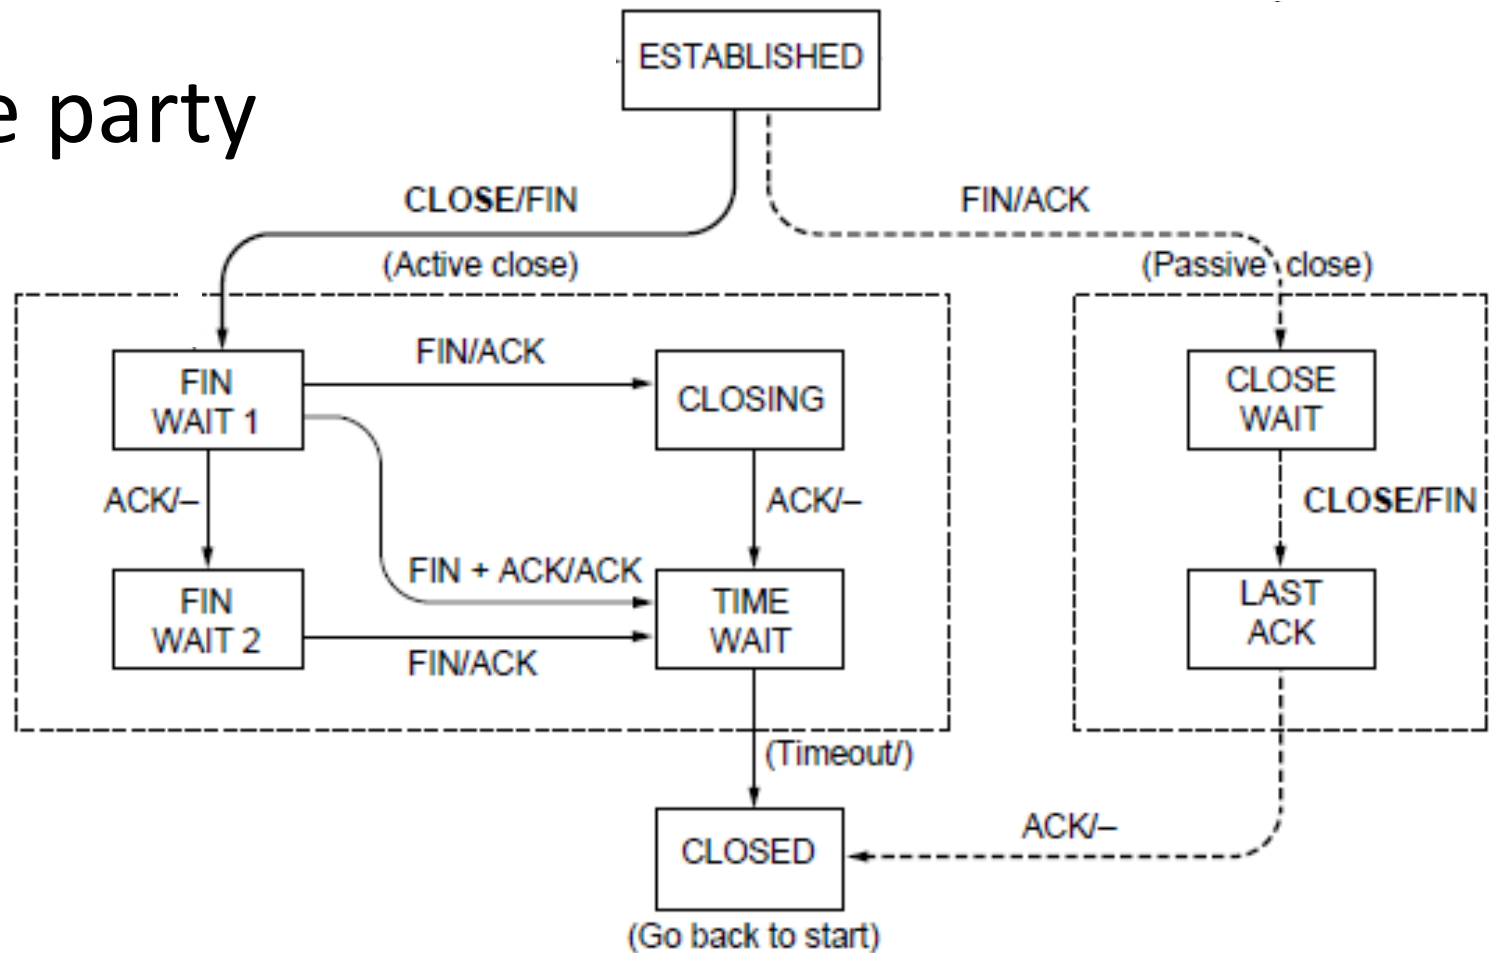 ESTABLISHED
e party
CLOSE/FIN
FIN/ACK
(Active close)
(Passive close)
FIN
WAIT 1
FIN/ACK
CLOSING
CLOSE
WAIT
ACK/–
ACK/–
CLOSE/FIN
FIN
WAIT 2
FIN + ACK/ACK
FIN/ACK
TIME
WAIT
LAST
ACK
(Timeout/)
CLOSED
ACK/–
(Go back to start)